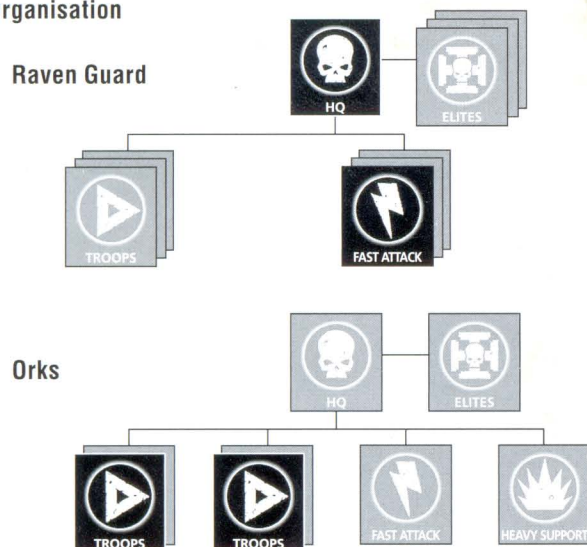 rganisation
Raven Guard
HQ
ELITES
TROOPS
FAST ATTACK
Orks
HQ
ELITES
TROOPS
TROOPS
FAST ATTACK
HEAVY SUPPORT